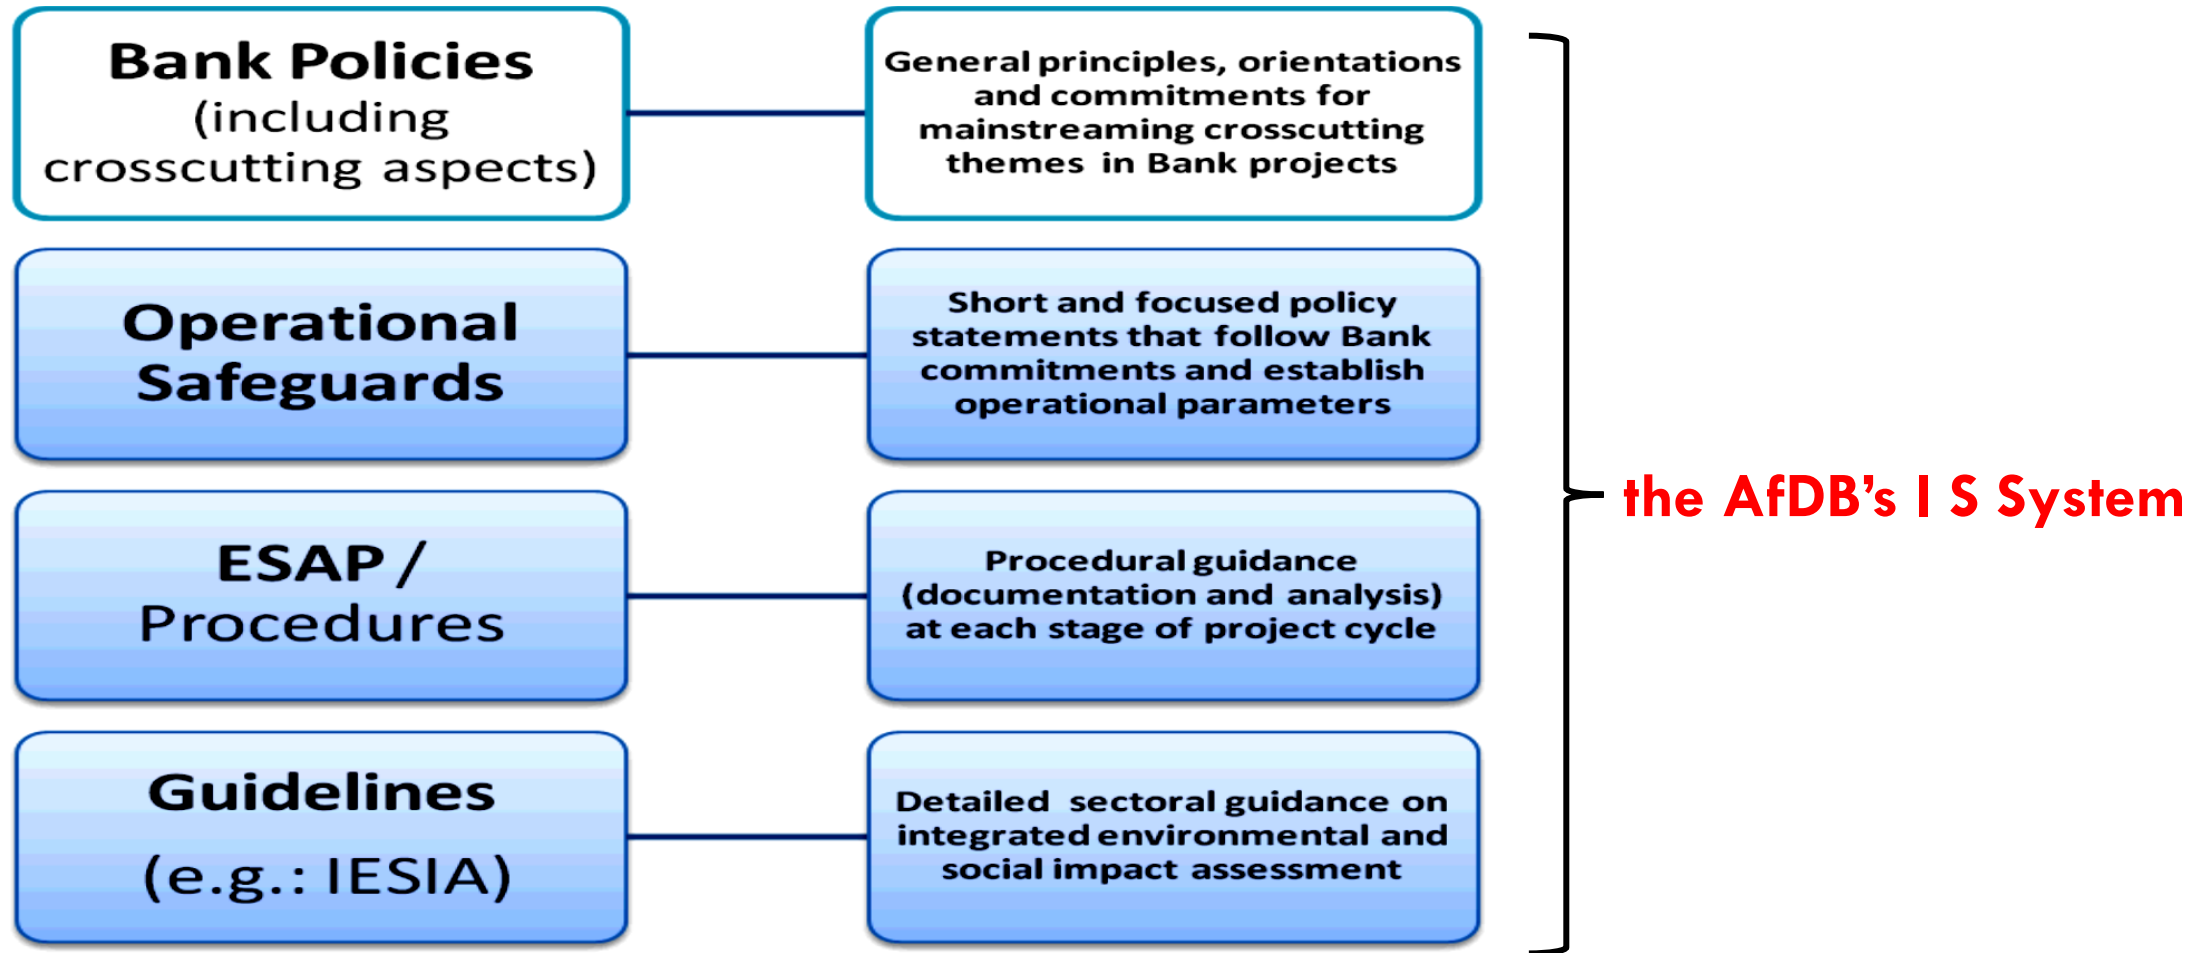 Bank Policies
(including
crosscutting aspects)
General principles, orientations
and commitments for
mainstreaming crosscutting
themes in Bank projects
Operational
Safeguards
Short and focused policy
statements that follow Bank
commitments and establish
operational parameters
ESAP /
Procedures
Procedural guidance
(documentation and analysis)
at each stage of project cycle
Guidelines
(e.g.: IESIA)
Detailed sectoral guidance on
integrated environmental and
social impact assessment
the AfDB’s I S System